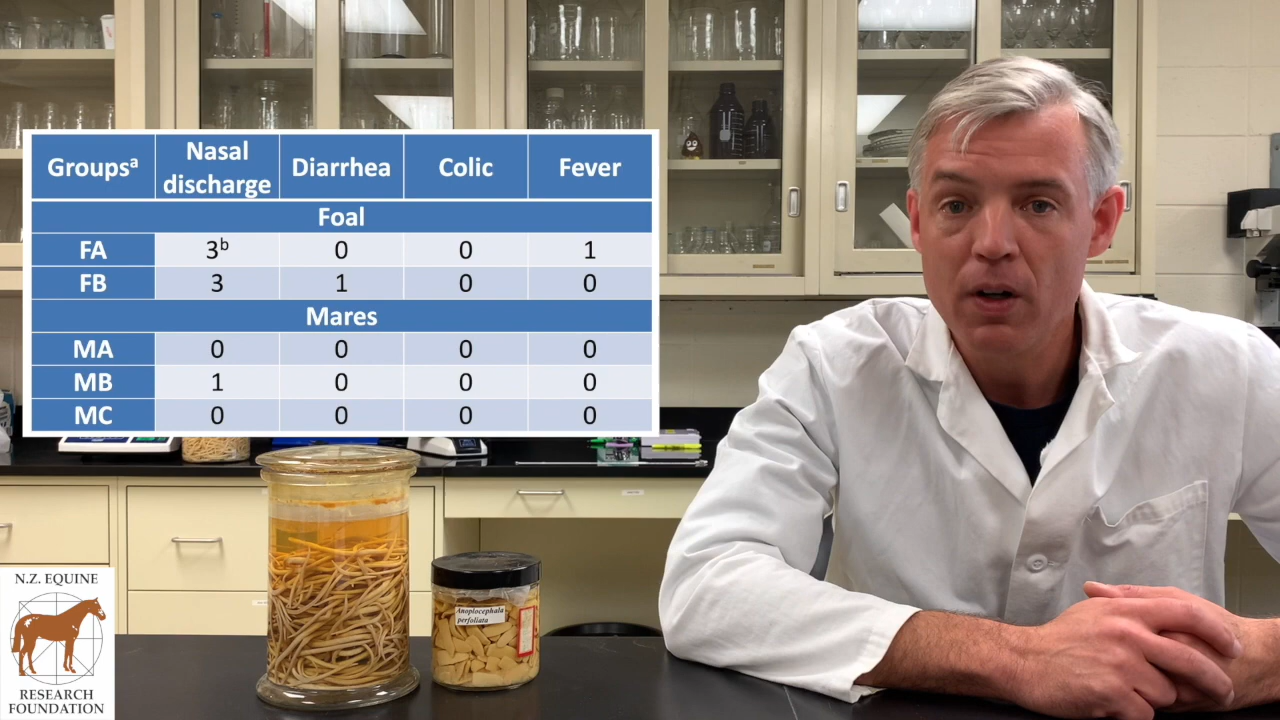 Groupsᵃ Nasal discharge Diarrhea Colic Fever
Foal
FA 3ᵇ 0 0 1
FB 3 1 0 0
Mares
MA 0 0 0 0
MB 1 0 0 0
MC 0 0 0 0
Anoplocephala
perfoliata
N.Z. EQUINE
RESEARCH
FOUNDATION